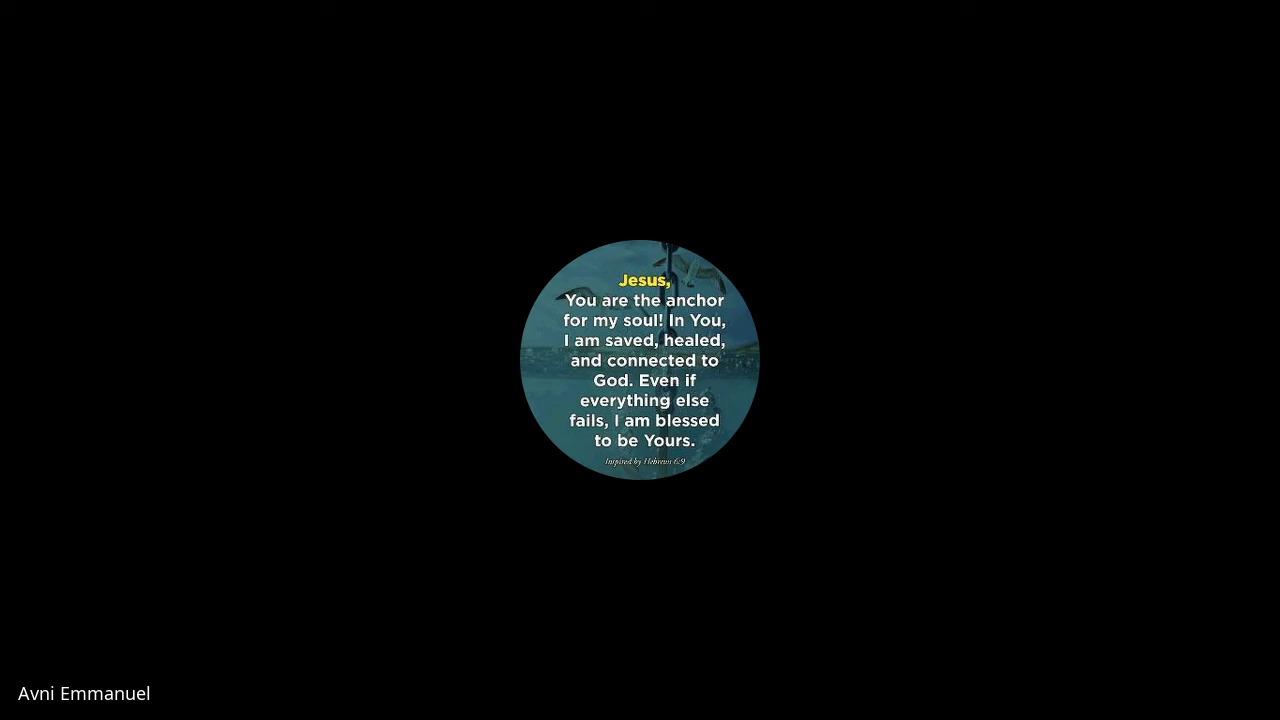 Jesus,
You are the anchor
for my soul! In You,
I am saved, healed,
and connected to
God. Even if
everything else
fails, I am blessed
to be Yours.
Inspired by Hebrews 6:9
Avni Emmanuel